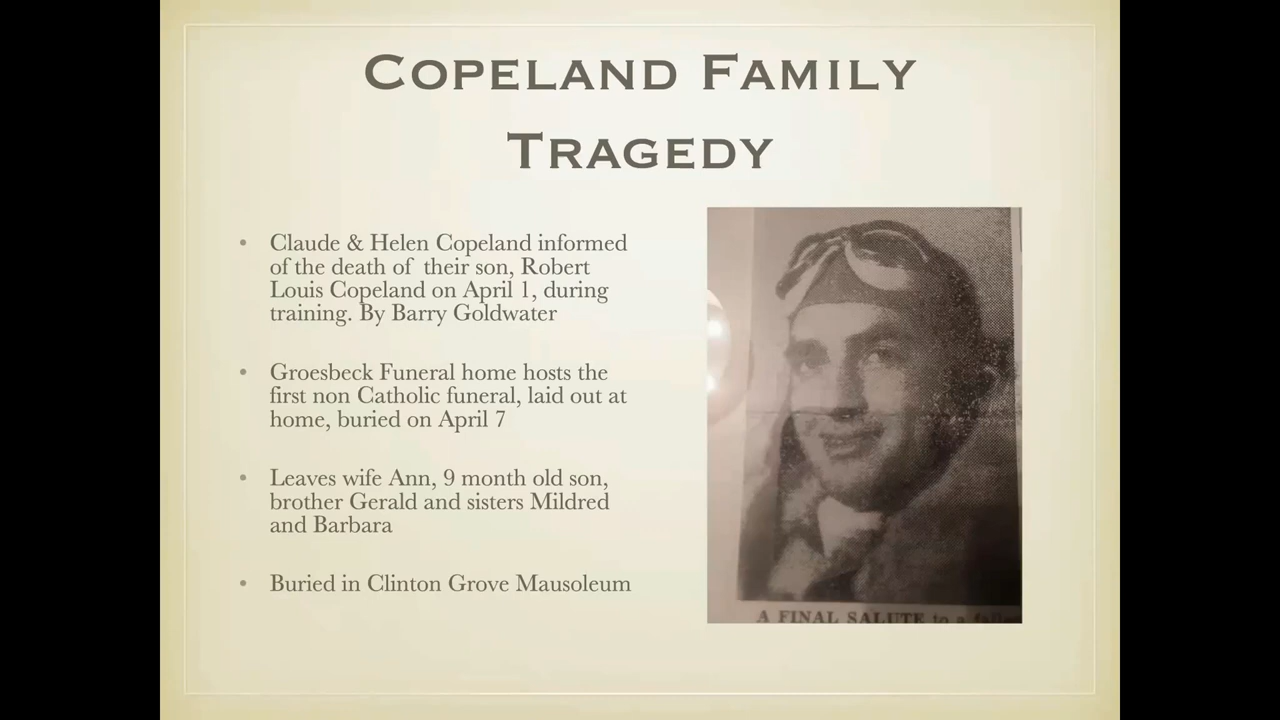 Copeland Family
Tragedy
• Claude & Helen Copeland informed
of the death of their son, Robert
Louis Copeland on April 1, during
training. By Barry Goldwater
• Groesbeck Funeral home hosts the
first non Catholic funeral, laid out at
home, buried on April 7
• Leaves wife Ann, 9 month old son,
brother Gerald and sisters Mildred
and Barbara
• Buried in Clinton Grove Mausoleum
A FINAL SALUTE to a